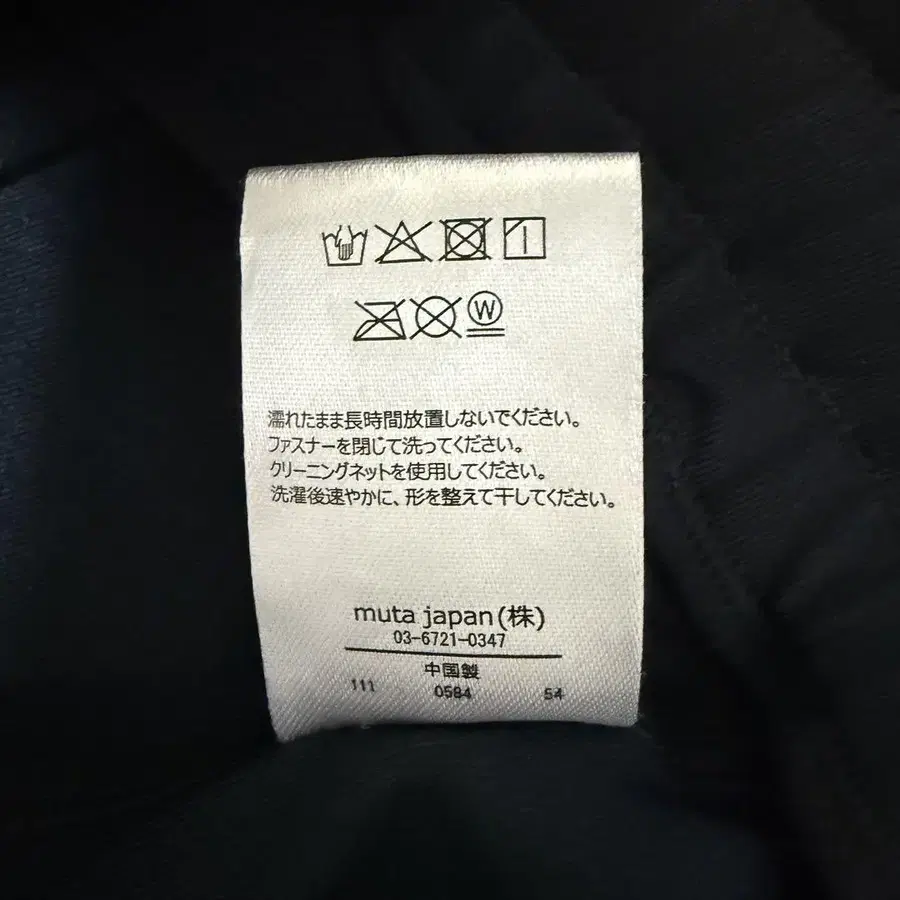 W
濡れたまま長時間放置しないでください。
ファスナーを閉じて洗ってください。
クリーニングネットを使用してください。
洗濯後速やかに、形を整えて干してください。
muta japan(株)
03-6721-0347
中国製
111 0584 54